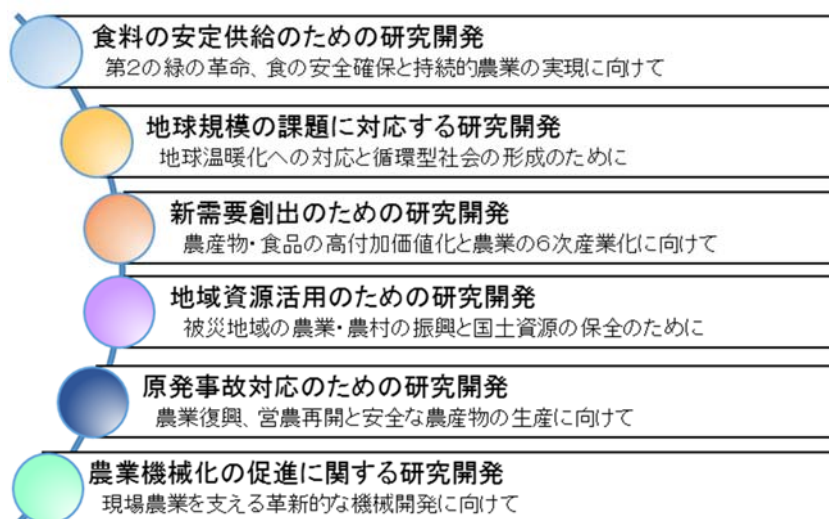 食料の安定供給のための研究開発
第2の緑の革命、食の安全確保と持続的農業の実現に向けて
地球規模の課題に対応する研究開発
地球温暖化への対応と循環型社会の形成のために
新需要創出のための研究開発
農産物・食品の高付加価値化と農業の6次産業化に向けて
地域資源活用のための研究開発
被災地域の農業・農村の振興と国土資源の保全のために
原発事故対応のための研究開発
農業復興、営農再開と安全な農産物の生産に向けて
農業機械化の促進に関する研究開発
現場農業を支える革新的な機械開発に向けて